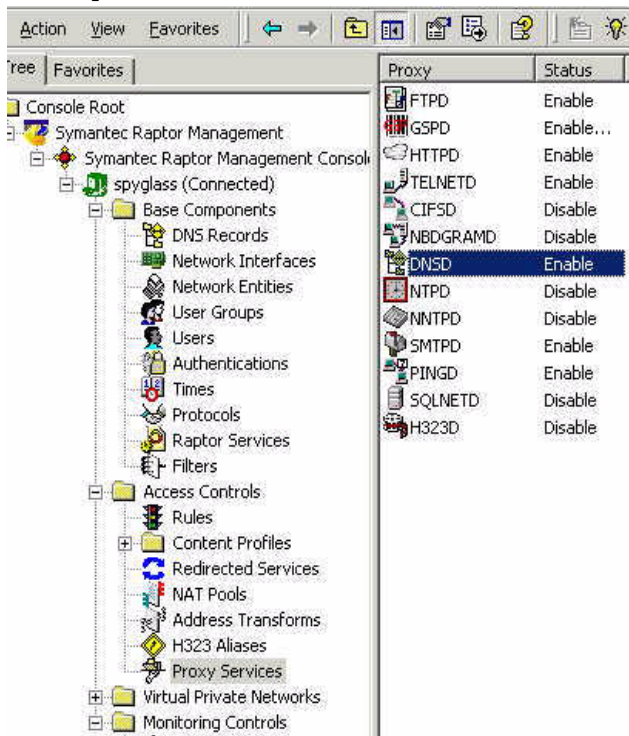 Action View Favorites
Tree Favorites
Console Root
Symantec Raptor Management
Symantec Raptor Management Consol
spyglass (Connected)
Base Components
DNS Records
Network Interfaces
Network Entities
User Groups
Users
Authentications
Times
Protocols
Raptor Services
Filters
Access Controls
Rules
Content Profiles
Redirected Services
NAT Pools
Address Transforms
H323 Aliases
Proxy Services
Virtual Private Networks
Monitoring Controls
Proxy Status
FTPD Enable
GSPD Enable...
HTTPD Enable
TELNETD Enable
CIFSD Disable
NBDGRAMD Disable
DNSD Enable
NTPD Disable
NNTPD Disable
SMTPD Enable
PINGD Enable
SQLNETD Disable
H323D Disable